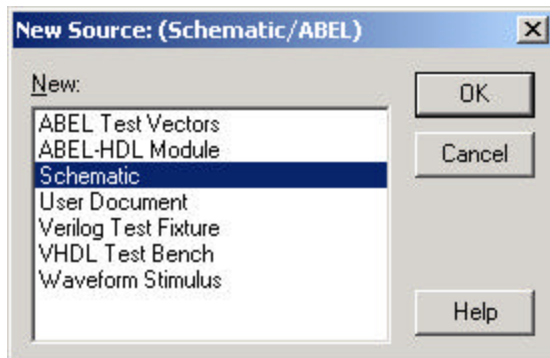 New Source: (Schematic/ABEL)
New:
OK
ABEL Test Vectors
ABEL-HDL Module
Cancel
Schematic
User Document
Verilog Test Fixture
VHDL Test Bench
Waveform Stimulus
Help